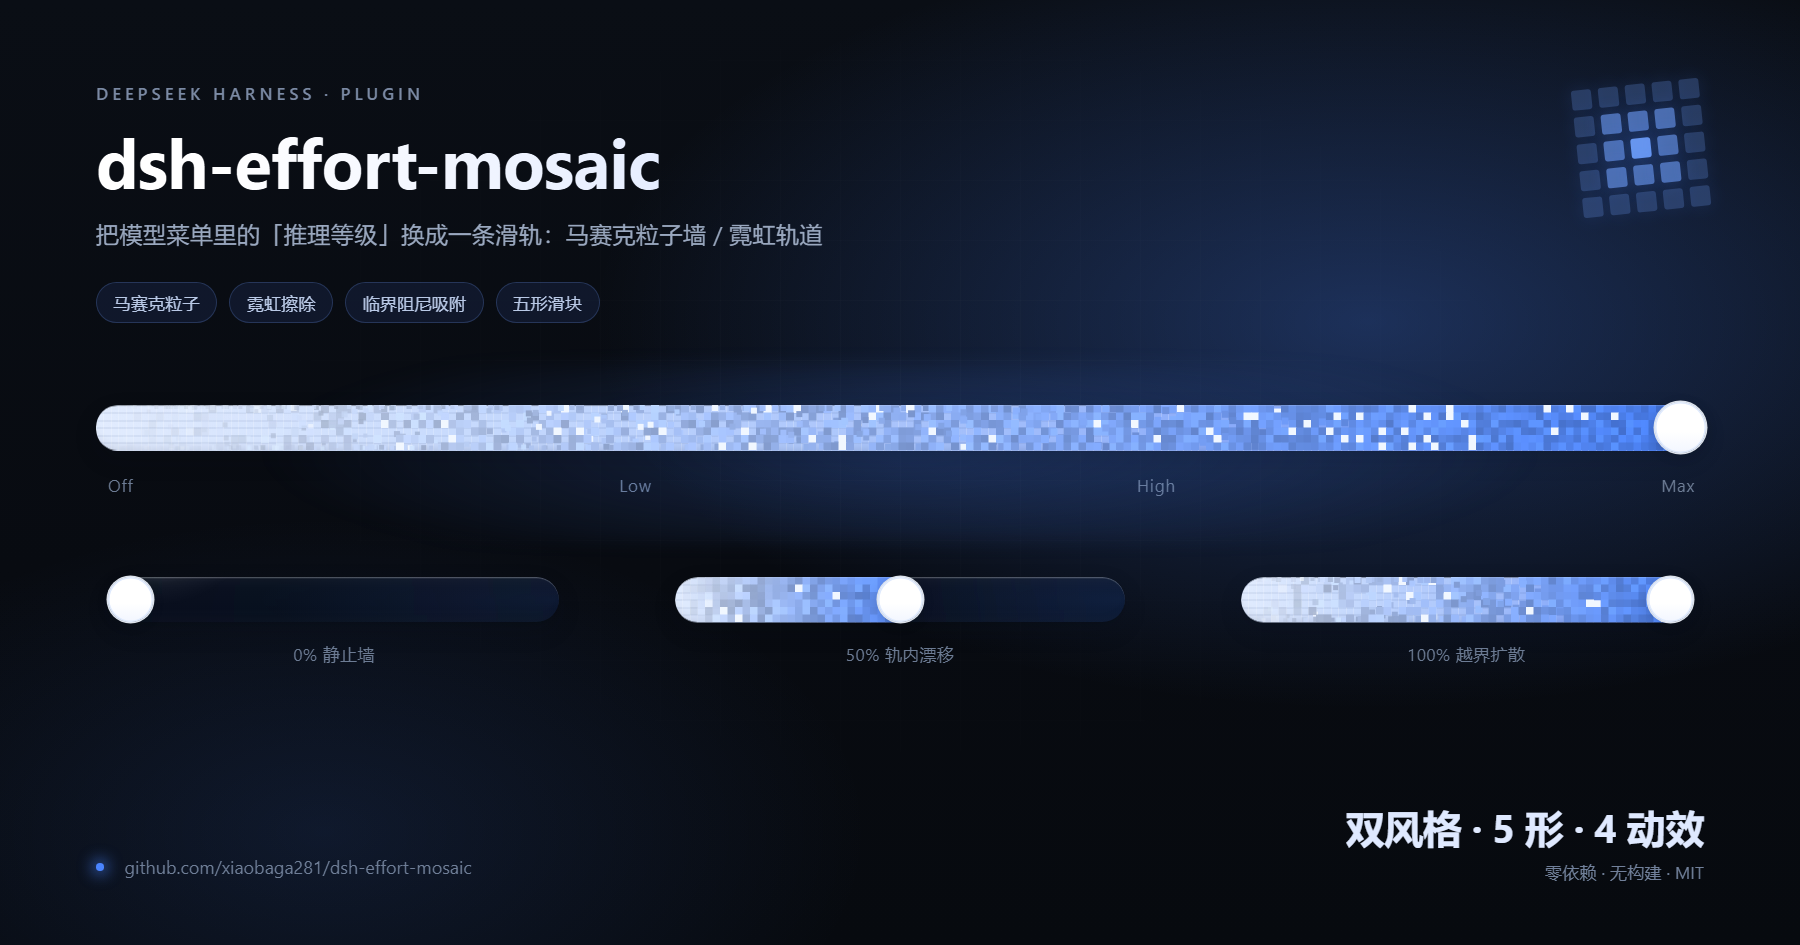 DEEPSEEK HARNESS · PLUGIN
dsh-effort-mosaic
把模型菜单里的「推理等级」换成一条滑轨：马赛克粒子墙 / 霓虹轨道
马赛克粒子 霓虹擦除 临界阻尼吸附 五形滑块
Off Low High Max
0% 静止墙 50% 轨内漂移 100% 越界扩散
双风格 · 5 形 · 4 动效
github.com/xiaobaga281/dsh-effort-mosaic
零依赖 · 无构建 · MIT